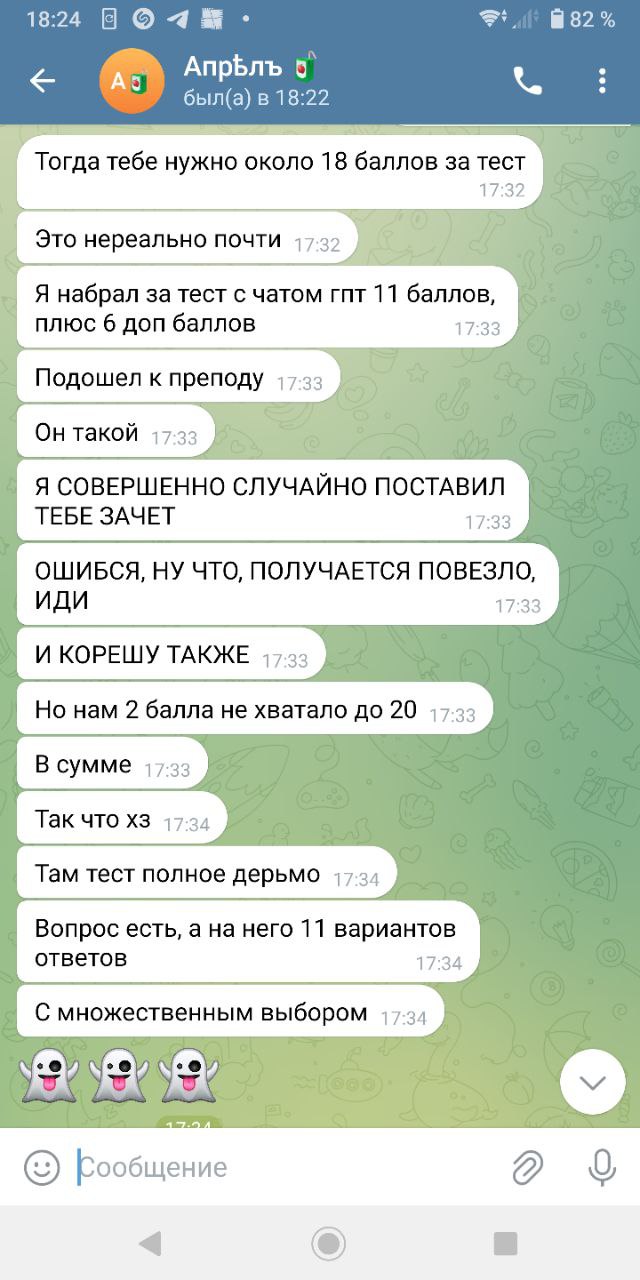 18:24
82 %
А
Апрѣлъ
был(а) в 18:22
Тогда тебе нужно около 18 баллов за тест
17:32
Это нереально почти 17:32
Я набрал за тест с чатом гпт 11 баллов,
плюс 6 доп баллов 17:33
Подошел к преподу 17:33
Он такой 17:33
Я СОВЕРШЕННО СЛУЧАЙНО ПОСТАВИЛ
ТЕБЕ ЗАЧЕТ 17:33
ОШИБСЯ, НУ ЧТО, ПОЛУЧАЕТСЯ ПОВЕЗЛО,
ИДИ 17:33
И КОРЕШУ ТАКЖЕ 17:33
Но нам 2 балла не хватало до 20 17:33
В сумме 17:33
Так что хз 17:34
Там тест полное дерьмо 17:34
Вопрос есть, а на него 11 вариантов
ответов 17:34
С множественным выбором 17:34
17:34
Сообщение